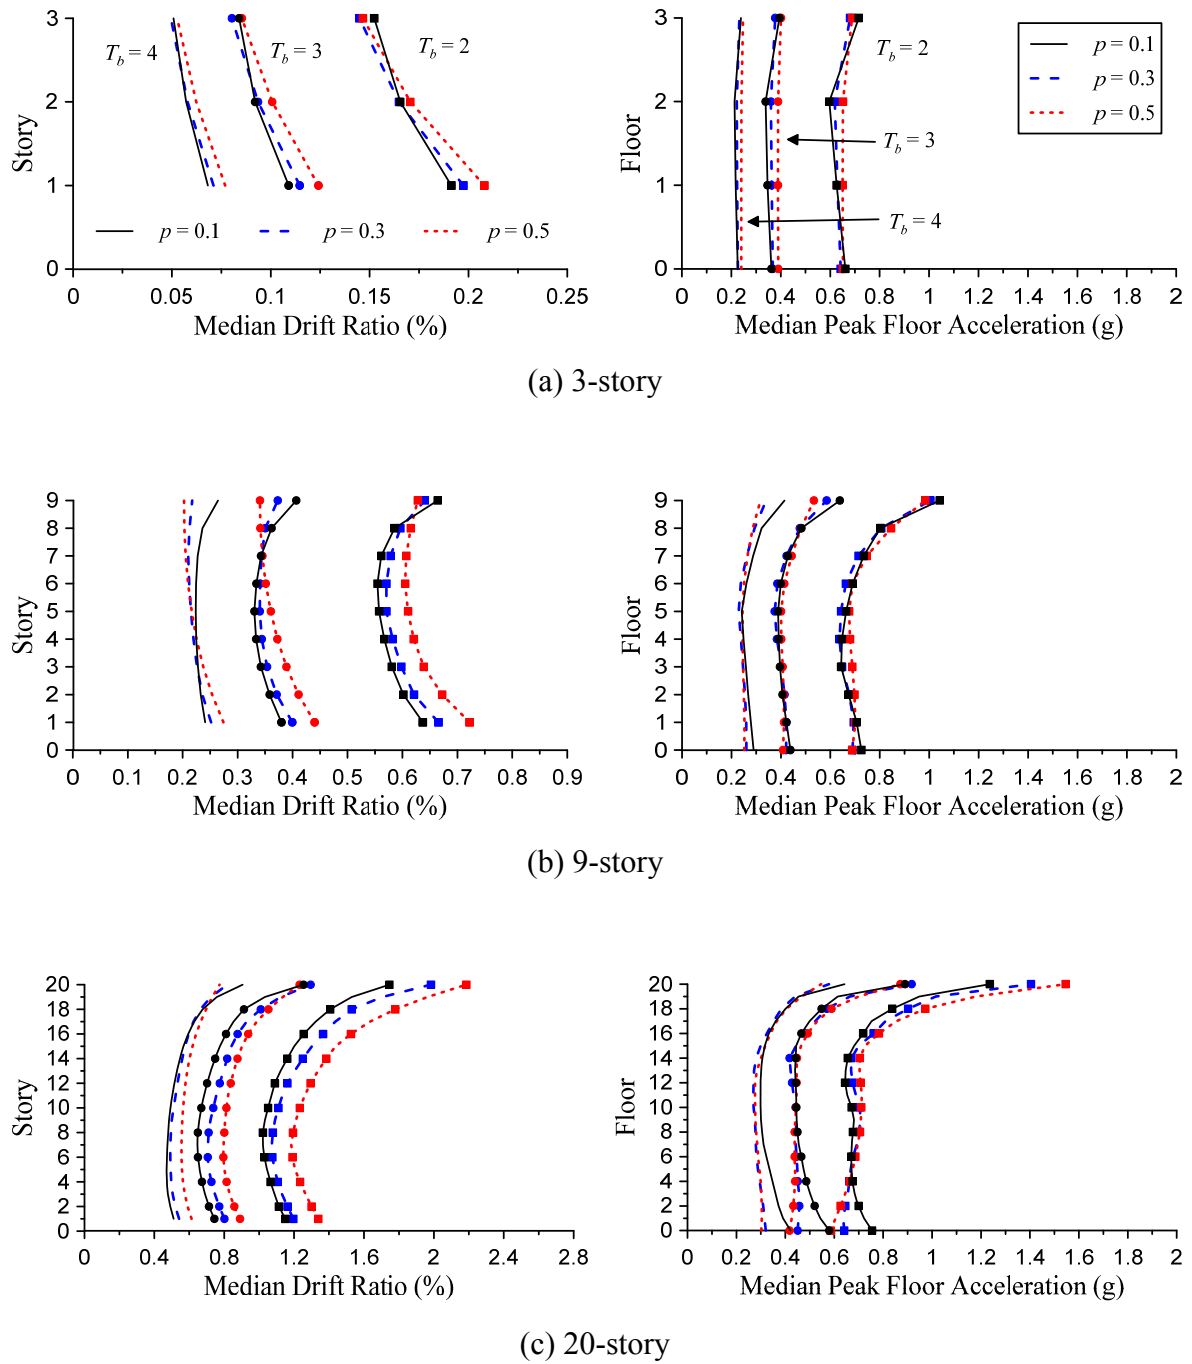 3
2
1
0
Story
T_b = 4
T_b = 3
T_b = 2
p = 0.1 p = 0.3 p = 0.5
0 0.05 0.1 0.15 0.2 0.25
Median Drift Ratio (%)
3
2
1
0
Floor
T_b = 2
T_b = 3
T_b = 4
p = 0.1
p = 0.3
p = 0.5
0 0.2 0.4 0.6 0.8 1 1.2 1.4 1.6 1.8 2
Median Peak Floor Acceleration (g)
(a) 3-story
9
8
7
6
5
4
3
2
1
0
Story
0 0.1 0.2 0.3 0.4 0.5 0.6 0.7 0.8 0.9
Median Drift Ratio (%)
9
8
7
6
5
4
3
2
1
0
Floor
0 0.2 0.4 0.6 0.8 1 1.2 1.4 1.6 1.8 2
Median Peak Floor Acceleration (g)
(b) 9-story
20
18
16
14
12
10
8
6
4
2
0
Story
0 0.4 0.8 1.2 1.6 2 2.4 2.8
Median Drift Ratio (%)
20
18
16
14
12
10
8
6
4
2
0
Floor
0 0.2 0.4 0.6 0.8 1 1.2 1.4 1.6 1.8 2
Median Peak Floor Acceleration (g)
(c) 20-story